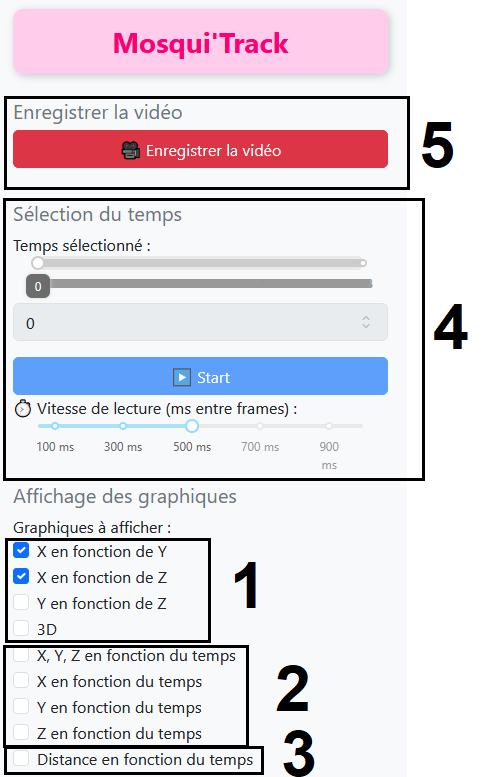 Mosqui'Track
Enregistrer la vidéo
Enregistrer la vidéo
5
Sélection du temps
Temps sélectionné :
0
0
Start
4
Vitesse de lecture (ms entre frames) :
100 ms 300 ms 500 ms 700 ms 900 ms
Affichage des graphiques
Graphiques à afficher :
X en fonction de Y
X en fonction de Z
Y en fonction de Z
3D
1
X, Y, Z en fonction du temps
X en fonction du temps
Y en fonction du temps
Z en fonction du temps
2
Distance en fonction du temps
3